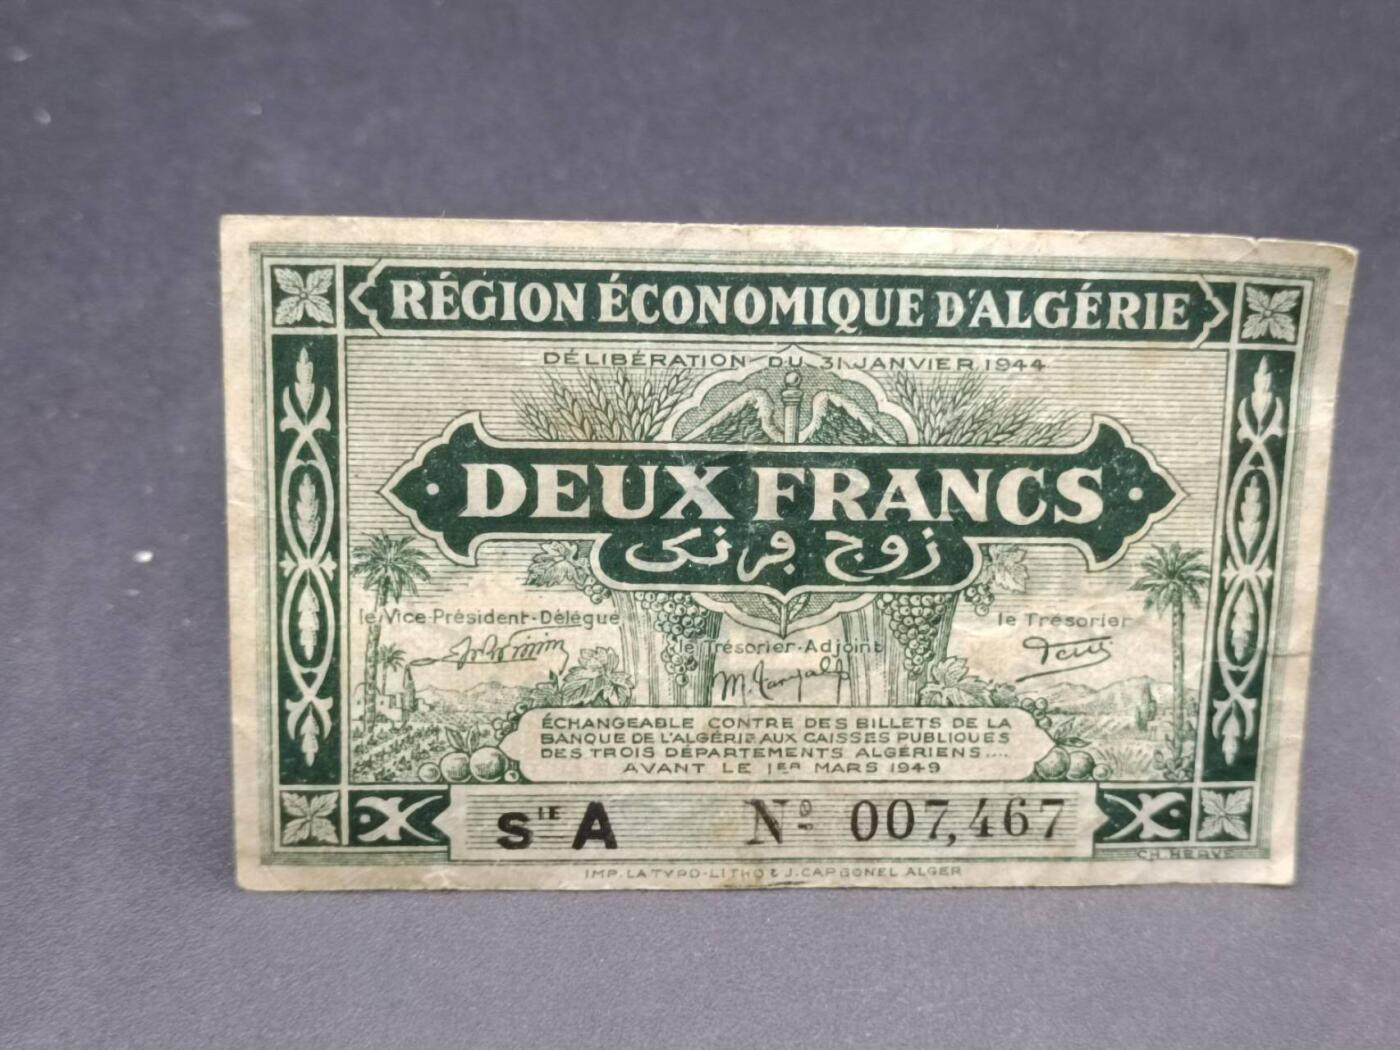 RÉGION ÉCONOMIQUE D'ALGÉRIE
DÉLIBÉRATION DU 31 JANVIER 1944
DEUX FRANCS
زوج فرنك
le Vice-Président-Délégué
le Trésorier-Adjoint
le Trésorier
ÉCHANGEABLE CONTRE DES BILLETS DE LA
BANQUE DE L'ALGÉRIE AUX CAISSES PUBLIQUES
DES TROIS DÉPARTEMENTS ALGÉRIENS....
AVANT LE 1ER MARS 1949
SIE A Nº 007,467
CH. HERVÉ
IMP. LA TYPO-LITHO & J. CARBONEL ALGER